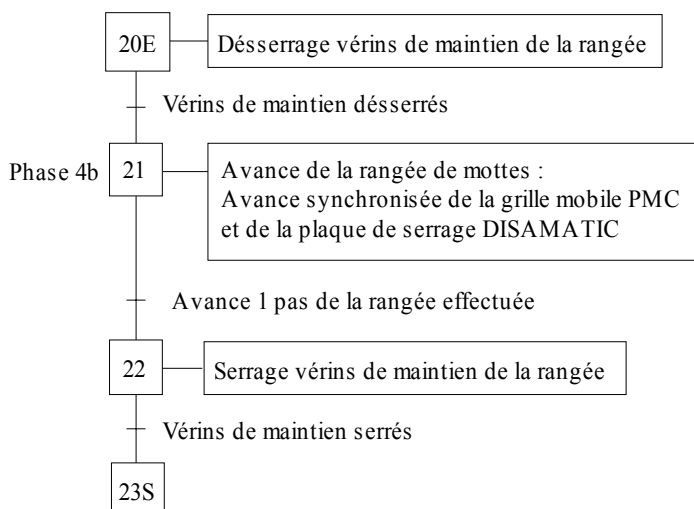 20E Désserrage vérins de maintien de la rangée
Vérins de maintien désserrés
Phase 4b 21 Avance de la rangée de mottes :
Avance synchronisée de la grille mobile PMC
et de la plaque de serrage DISAMATIC
Avance 1 pas de la rangée effectuée
22 Serrage vérins de maintien de la rangée
Vérins de maintien serrés
23S